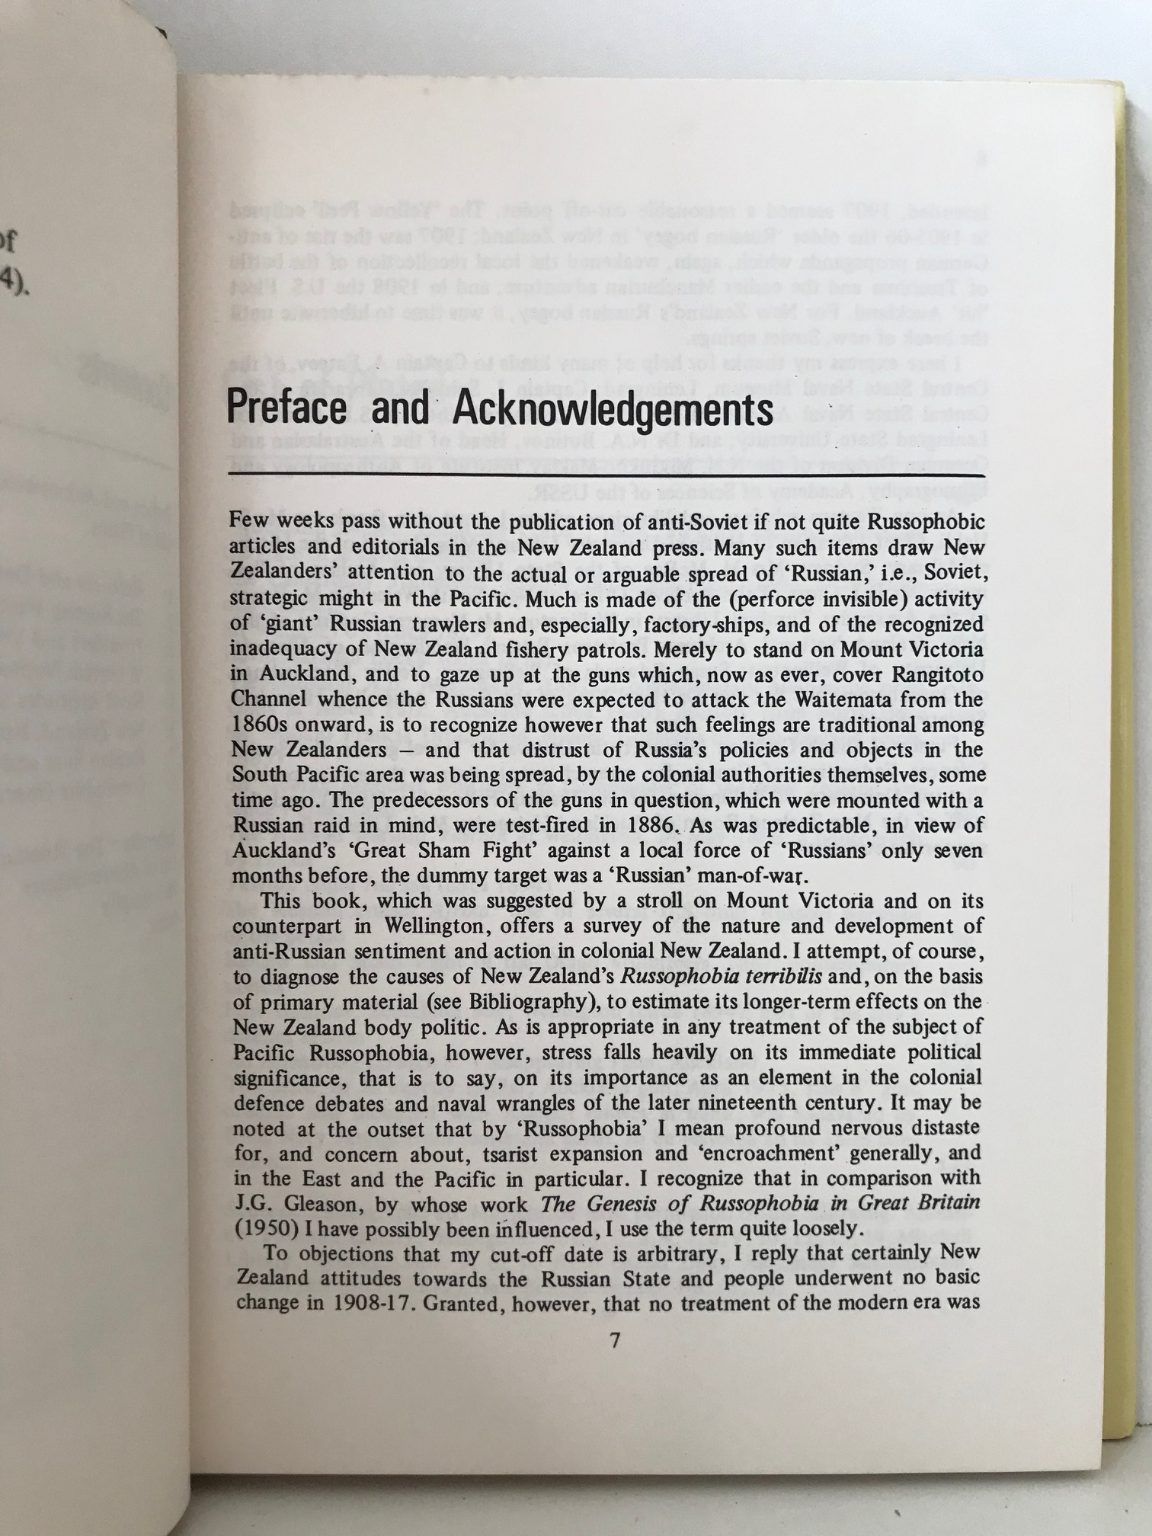 of
4).
Preface and Acknowledgements
Few weeks pass without the publication of anti-Soviet if not quite Russophobic
articles and editorials in the New Zealand press. Many such items draw New
Zealanders’ attention to the actual or arguable spread of ‘Russian,’ i.e., Soviet,
strategic might in the Pacific. Much is made of the (perforce invisible) activity
of ‘giant’ Russian trawlers and, especially, factory-ships, and of the recognized
inadequacy of New Zealand fishery patrols. Merely to stand on Mount Victoria
in Auckland, and to gaze up at the guns which, now as ever, cover Rangitoto
Channel whence the Russians were expected to attack the Waitemata from the
1860s onward, is to recognize however that such feelings are traditional among
New Zealanders — and that distrust of Russia’s policies and objects in the
South Pacific area was being spread, by the colonial authorities themselves, some
time ago. The predecessors of the guns in question, which were mounted with a
Russian raid in mind, were test-fired in 1886. As was predictable, in view of
Auckland’s ‘Great Sham Fight’ against a local force of ‘Russians’ only seven
months before, the dummy target was a ‘Russian’ man-of-war.
This book, which was suggested by a stroll on Mount Victoria and on its
counterpart in Wellington, offers a survey of the nature and development of
anti-Russian sentiment and action in colonial New Zealand. I attempt, of course,
to diagnose the causes of New Zealand’s Russophobia terribilis and, on the basis
of primary material (see Bibliography), to estimate its longer-term effects on the
New Zealand body politic. As is appropriate in any treatment of the subject of
Pacific Russophobia, however, stress falls heavily on its immediate political
significance, that is to say, on its importance as an element in the colonial
defence debates and naval wrangles of the later nineteenth century. It may be
noted at the outset that by ‘Russophobia’ I mean profound nervous distaste
for, and concern about, tsarist expansion and ‘encroachment’ generally, and
in the East and the Pacific in particular. I recognize that in comparison with
J.G. Gleason, by whose work The Genesis of Russophobia in Great Britain
(1950) I have possibly been influenced, I use the term quite loosely.
To objections that my cut-off date is arbitrary, I reply that certainly New
Zealand attitudes towards the Russian State and people underwent no basic
change in 1908-17. Granted, however, that no treatment of the modern era was
7